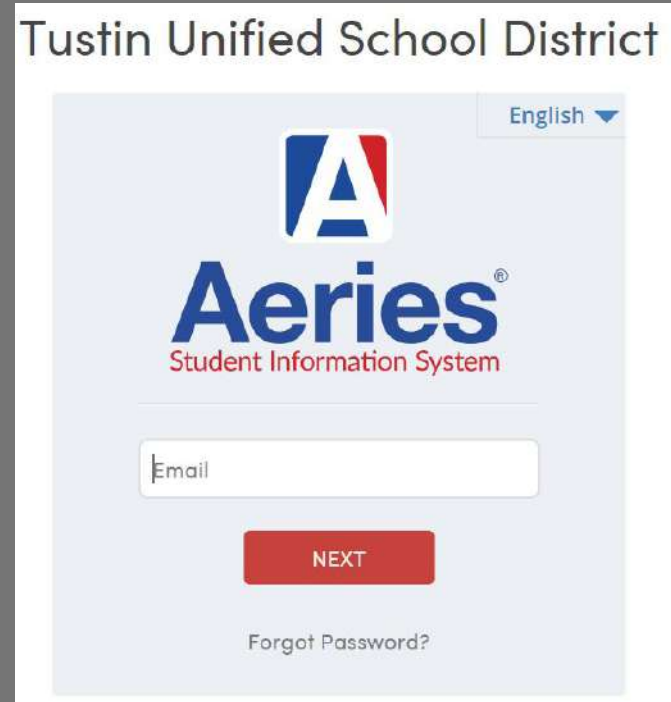 Tustin Unified School District
English
A
Aeries®
Student Information System
Email
NEXT
Forgot Password?